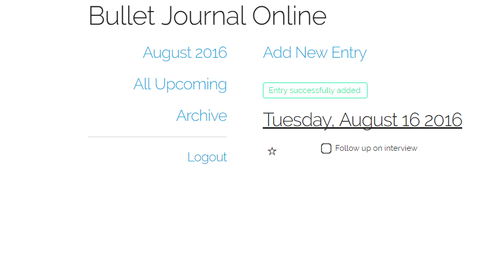 Bullet Journal Online
August 2016
All Upcoming
Archive
Logout
Add New Entry
Entry successfully added.
Tuesday, August 16 2016
Follow up on interview